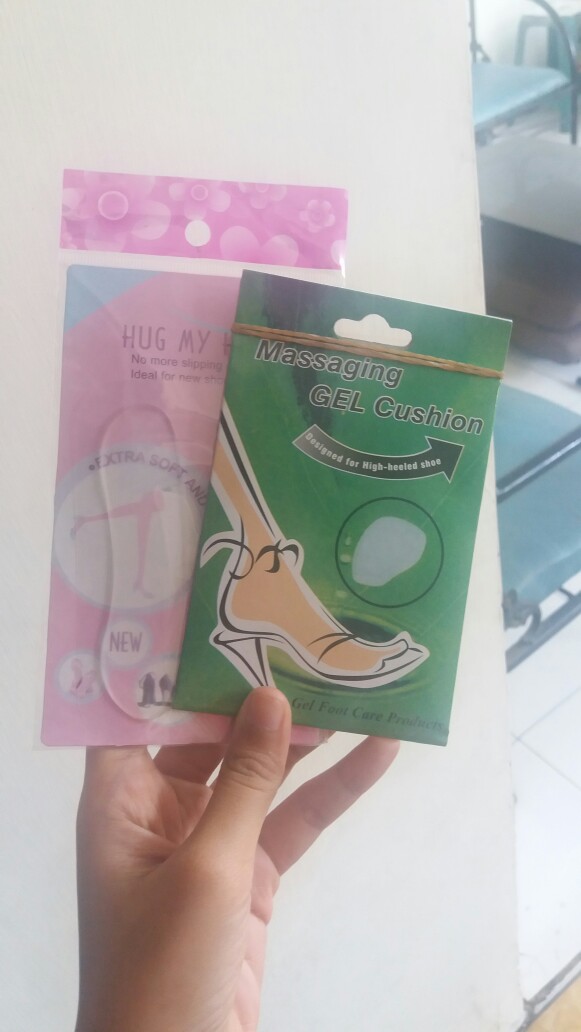 HUG MY
No more slipping
Ideal for new
•EXTRA SOFT AND
NEW
Massaging
GEL Cushion
Designed for High-heeled shoe
Gel Foot Care Products